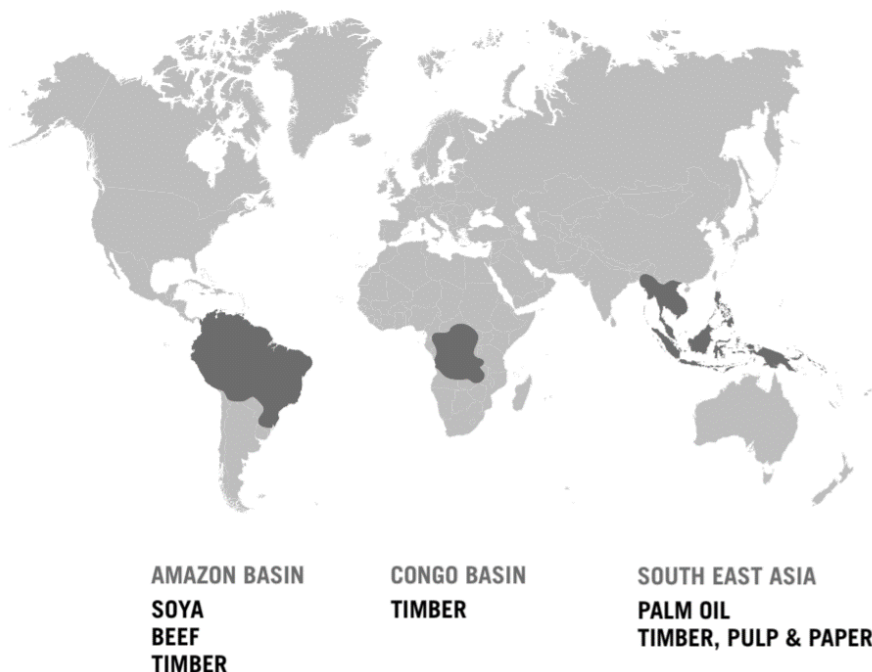 AMAZON BASIN
SOYA
BEEF
TIMBER
CONGO BASIN
TIMBER
SOUTH EAST ASIA
PALM OIL
TIMBER, PULP & PAPER